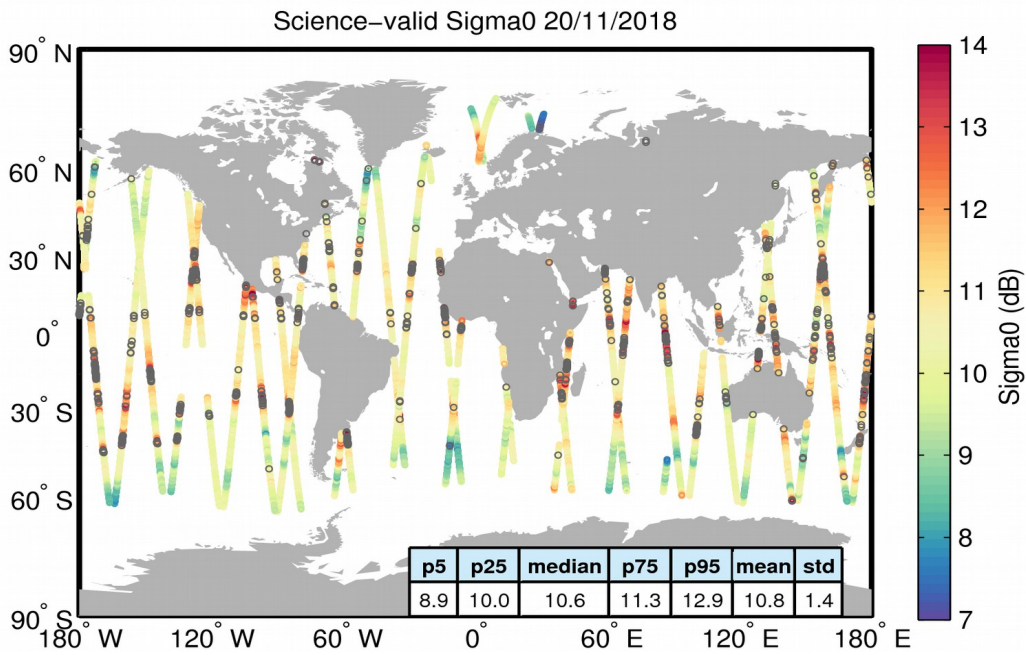 Science−valid Sigma0 20/11/2018
90° N
60° N
30° N
0°
30° S
60° S
90° S
180° W
120° W
60° W
0°
60° E
120° E
180° E
p5 p25 median p75 p95 mean std
8.9 10.0 10.6 11.3 12.9 10.8 1.4
14
13
12
11
10
9
8
7
Sigma0 (dB)